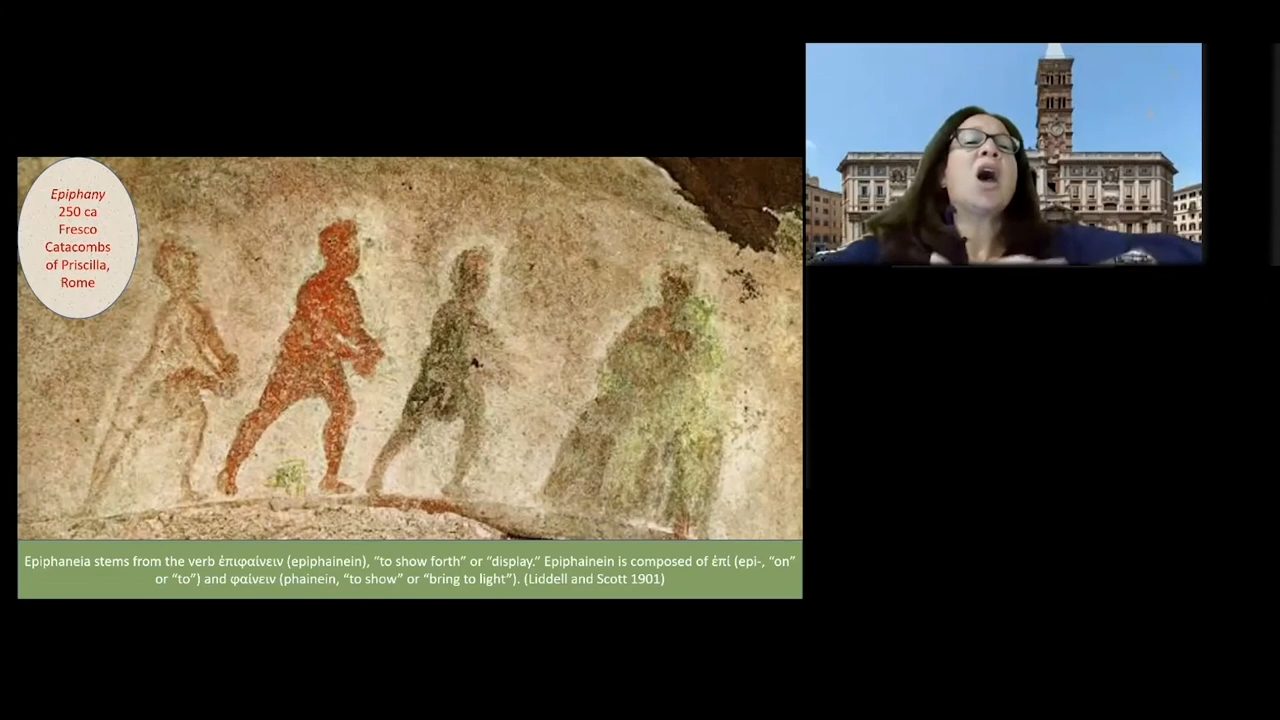 Epiphany
250 ca
Fresco
Catacombs
of Priscilla,
Rome
Epiphaneia stems from the verb ἐπιφαίνειν (epiphainein), “to show forth” or “display.” Epiphainein is composed of ἐπί (epi-, “on”
or “to”) and φαίνειν (phainein, “to show” or “bring to light”). (Liddell and Scott 1901)